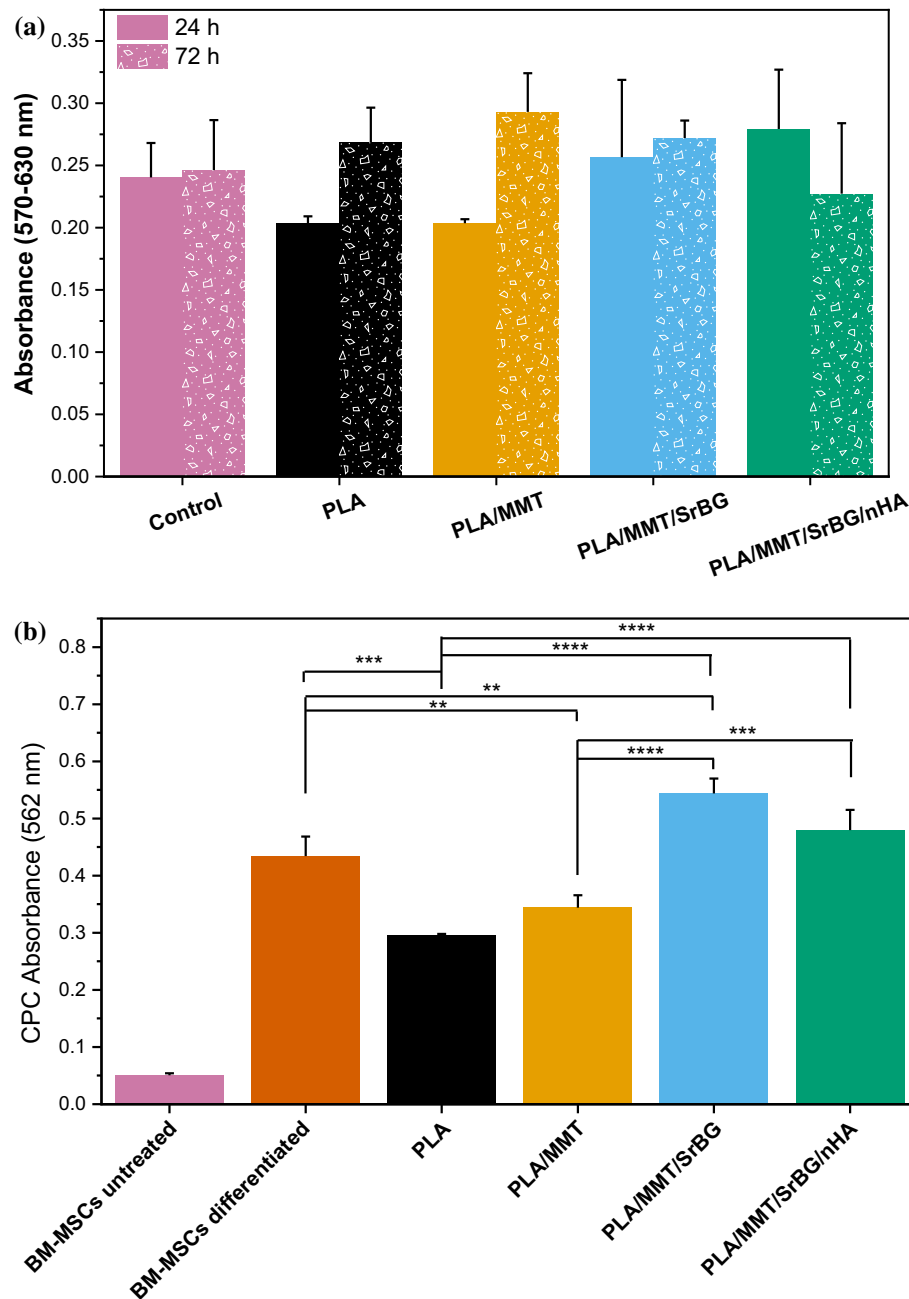 (a)
24 h
72 h
0.35
0.30
0.25
0.20
0.15
0.10
0.05
0.00
Absorbance (570-630 nm)
Control
PLA
PLA/MMT
PLA/MMT/SrBG
PLA/MMT/SrBG/nHA
(b)
0.8
0.7
0.6
0.5
0.4
0.3
0.2
0.1
0.0
CPC Absorbance (562 nm)
****
****
***
**
**
***
****
BM-MSCs untreated
BM-MSCs differentiated
PLA
PLA/MMT
PLA/MMT/SrBG
PLA/MMT/SrBG/nHA